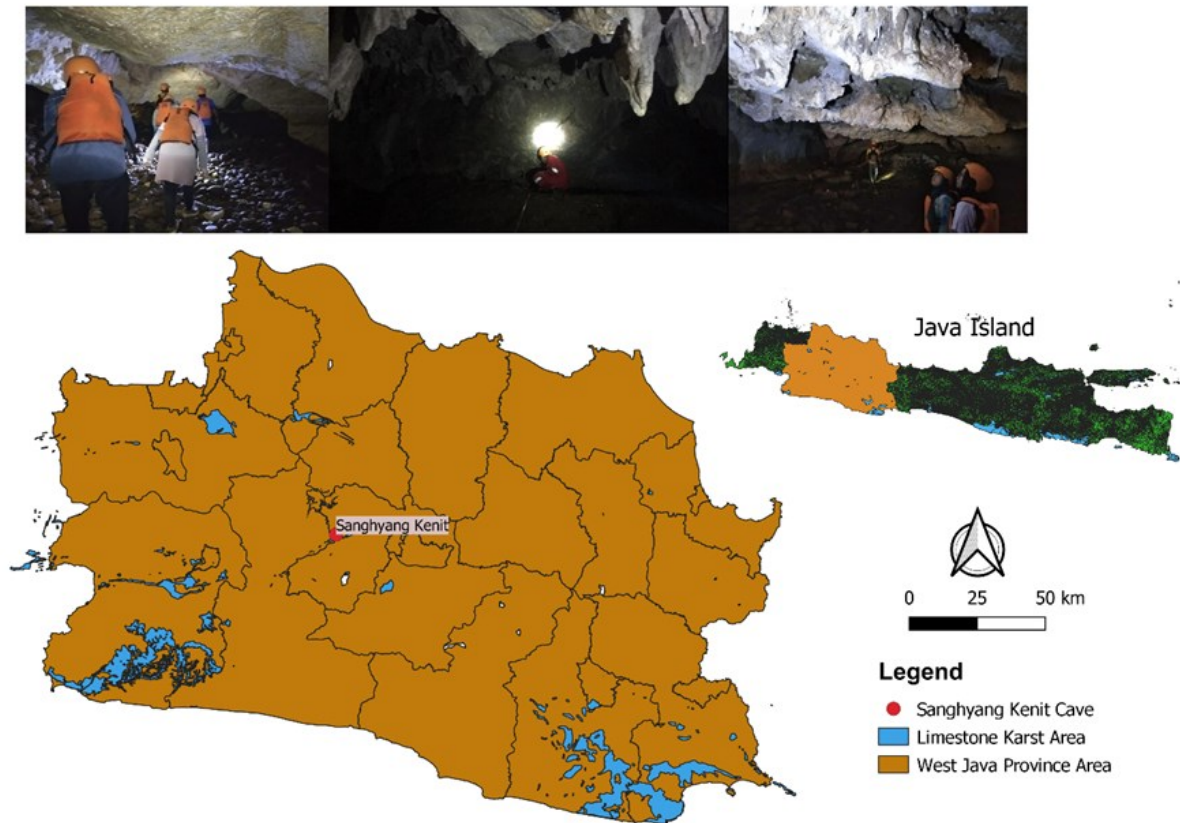 Java Island
Sanghyang Kenit
0 25 50 km
Legend
Sanghyang Kenit Cave
Limestone Karst Area
West Java Province Area